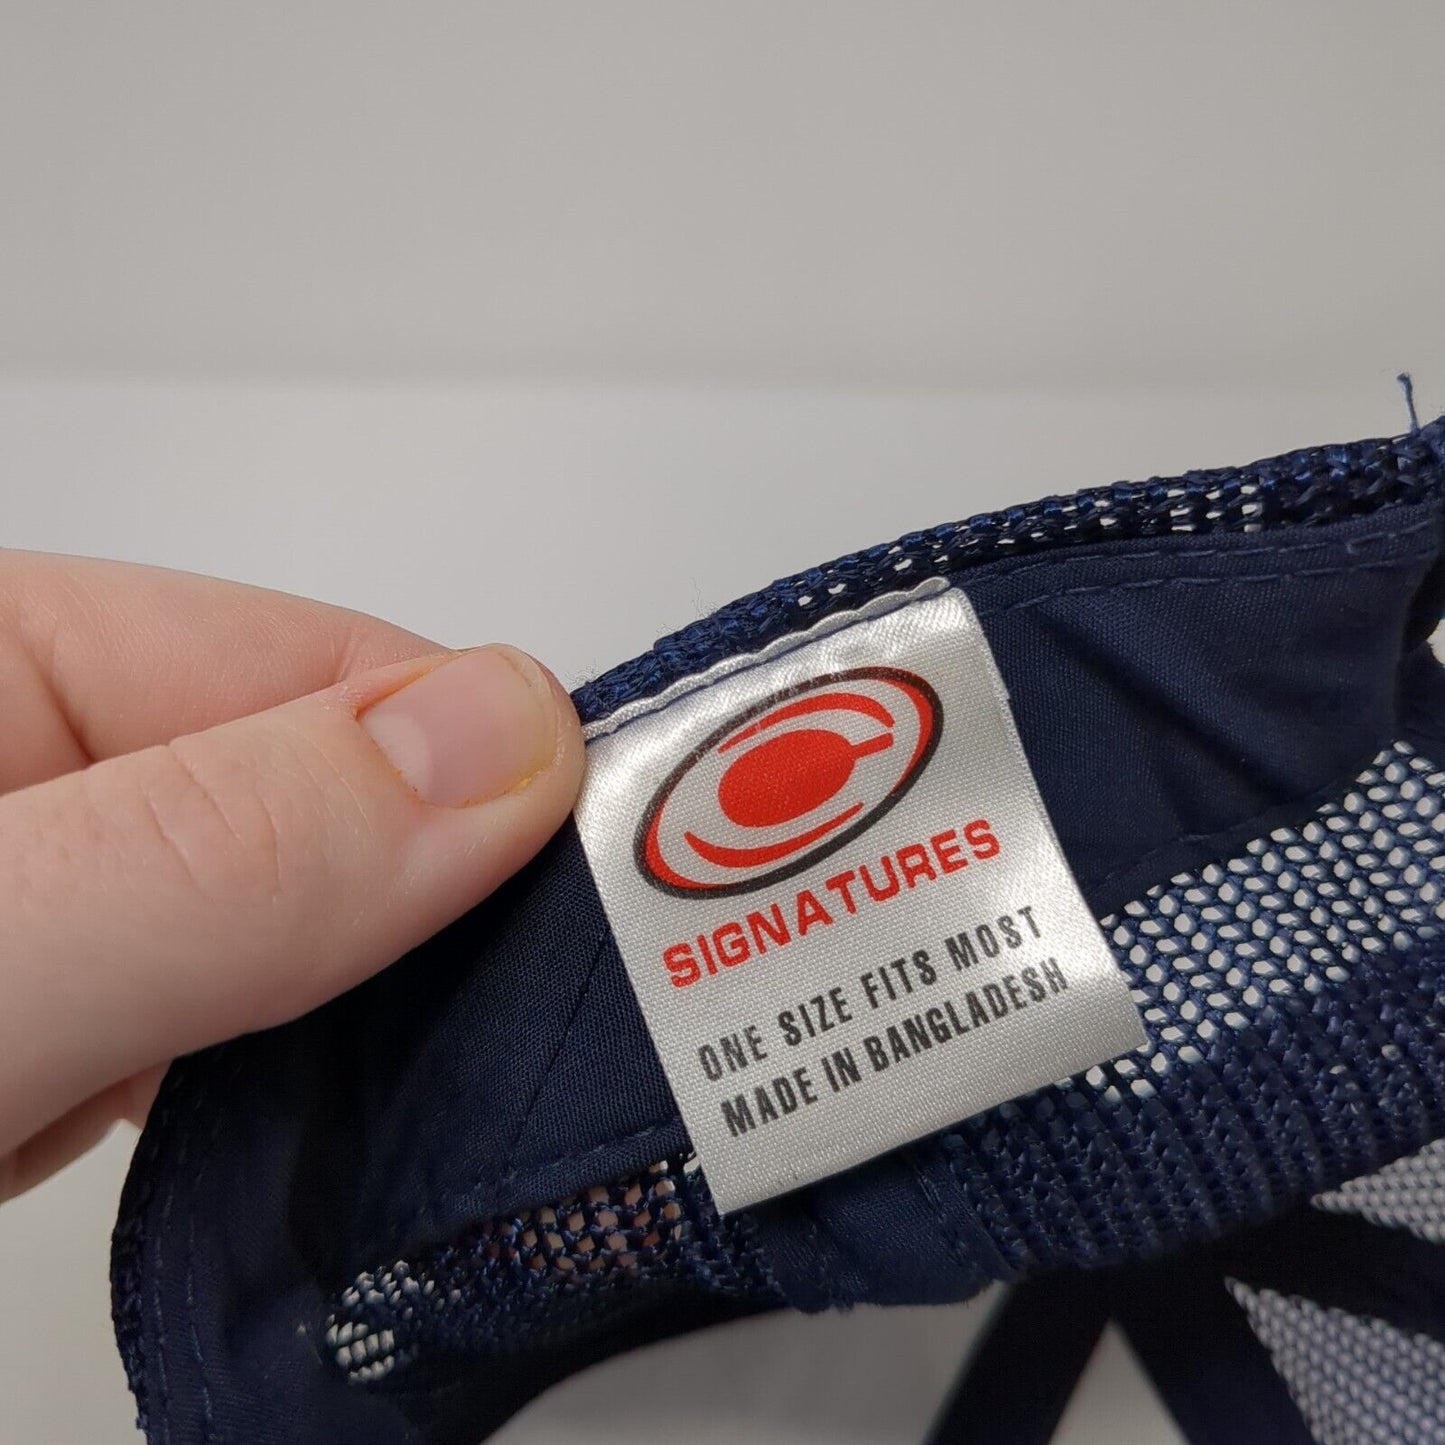 SIGNATURES
ONE SIZE FITS MOST
MADE IN BANGLADESH